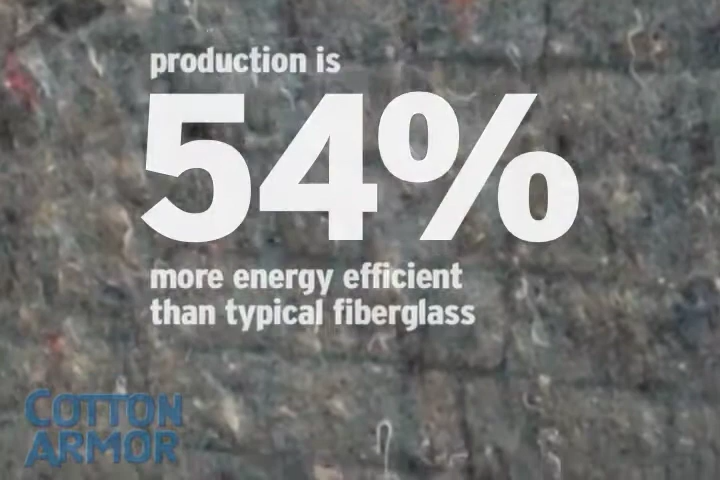 production is
54%
more energy efficient
than typical fiberglass
COTTON
ARMOR